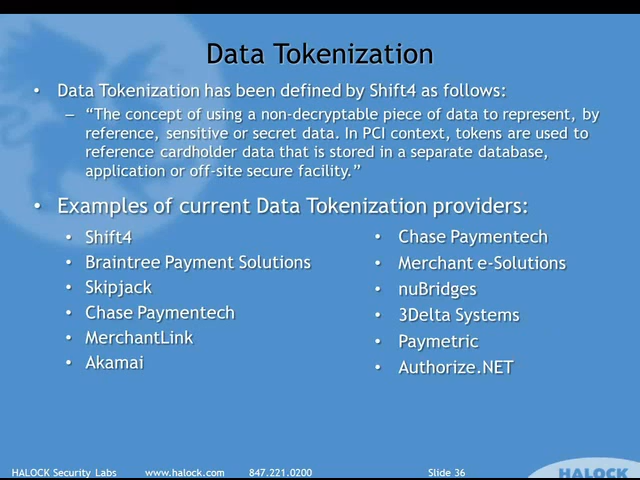 Data Tokenization
• Data Tokenization has been defined by Shift4 as follows:
– “The concept of using a non-decryptable piece of data to represent, by
reference, sensitive or secret data. In PCI context, tokens are used to
reference cardholder data that is stored in a separate database,
application or off-site secure facility.”
• Examples of current Data Tokenization providers:
• Shift4
• Braintree Payment Solutions
• Skipjack
• Chase Paymentech
• MerchantLink
• Akamai
• Chase Paymentech
• Merchant e-Solutions
• nuBridges
• 3Delta Systems
• Paymetric
• Authorize.NET
HALOCK Security Labs www.halock.com 847.221.0200 Slide 36
HALOCK